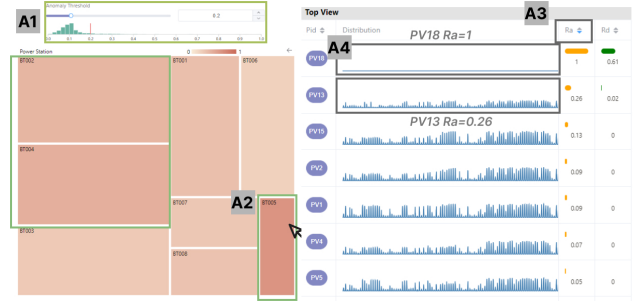 Anomaly Threshold
A1
0.2
0 0.1 0.2 0.3 0.4 0.5 0.6 0.7 0.8 0.9 1.0
Power Station
0 1
BT002
BT001
BT006
BT004
A2
BT005
BT007
BT003
BT008
Top View
A3
Pid Distribution Ra Rd
A4
PV18 Ra=1
PV18 1 0.61
PV13 0.26 0.02
PV13 Ra=0.26
PV15 0.13 0
PV2 0.09 0
PV1 0.09 0
PV4 0.07 0
PV5 0.05 0